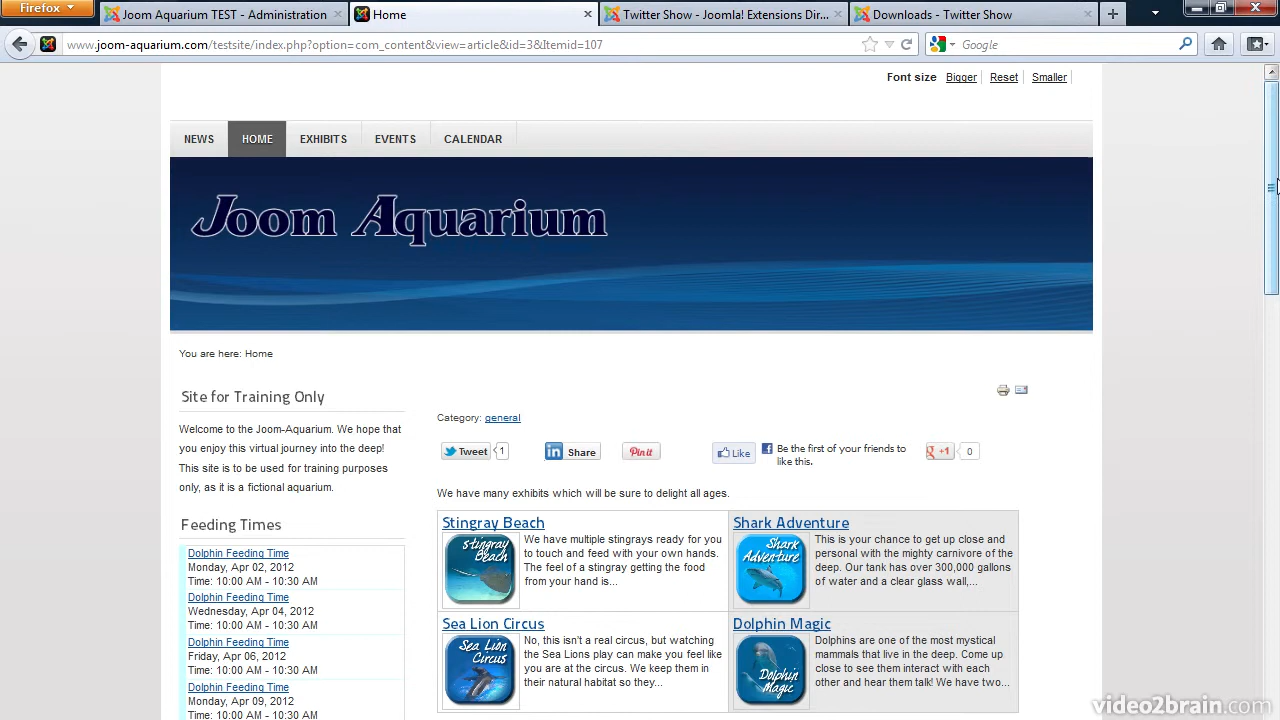 Firefox
Joom Aquarium TEST - Administration
Home
Twitter Show - Joomla! Extensions Dir...
Downloads - Twitter Show
www.joom-aquarium.com/testsite/index.php?option=com_content&view=article&id=3&Itemid=107
Google
Font size Bigger Reset Smaller
NEWS HOME EXHIBITS EVENTS CALENDAR
Joom Aquarium
You are here: Home
Site for Training Only
Welcome to the Joom-Aquarium. We hope that
you enjoy this virtual journey into the deep!
This site is to be used for training purposes
only, as it is a fictional aquarium.
Feeding Times
Dolphin Feeding Time
Monday, Apr 02, 2012
Time: 10:00 AM - 10:30 AM
Dolphin Feeding Time
Wednesday, Apr 04, 2012
Time: 10:00 AM - 10:30 AM
Dolphin Feeding Time
Friday, Apr 06, 2012
Time: 10:00 AM - 10:30 AM
Dolphin Feeding Time
Monday, Apr 09, 2012
Time: 10:00 AM - 10:30 AM
Category: general
Tweet 1
in Share
Pin it
Like
Be the first of your friends to
like this.
g +1 0
We have many exhibits which will be sure to delight all ages.
Stingray Beach
Stingray
Beach
We have multiple stingrays ready for you
to touch and feed with your own hands.
The feel of a stingray getting the food
from your hand is...
Shark Adventure
Shark
Adventure
This is your chance to get up close and
personal with the mighty carnivore of the
deep. Our tank has over 300,000 gallons
of water and a clear glass wall,...
Sea Lion Circus
Sea Lion
Circus
No, this isn't a real circus, but watching
the Sea Lions play can make you feel like
you are at the circus. We keep them in
their natural habitat so they...
Dolphin Magic
Dolphin
Magic
Dolphins are one of the most mystical
mammals that live in the deep. Come up
close to see them interact with each
other and hear them talk! We have two...
video2brain.com